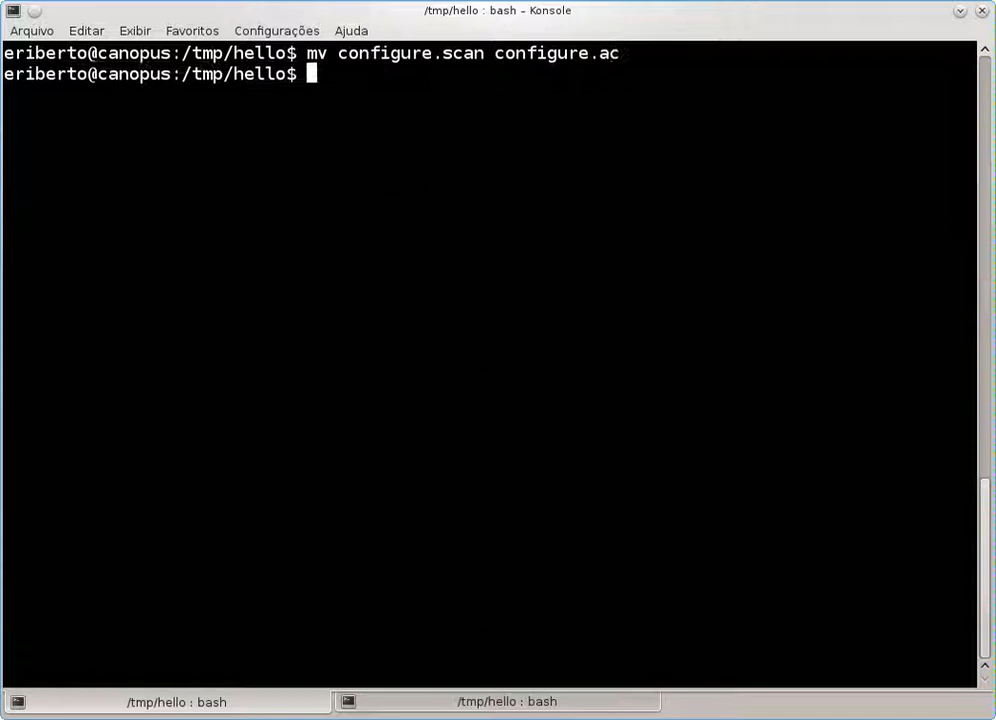 /tmp/hello : bash – Konsole
Arquivo Editar Exibir Favoritos Configurações Ajuda
eriberto@canopus:/tmp/hello$ mv configure.scan configure.ac
eriberto@canopus:/tmp/hello$
/tmp/hello : bash /tmp/hello : bash